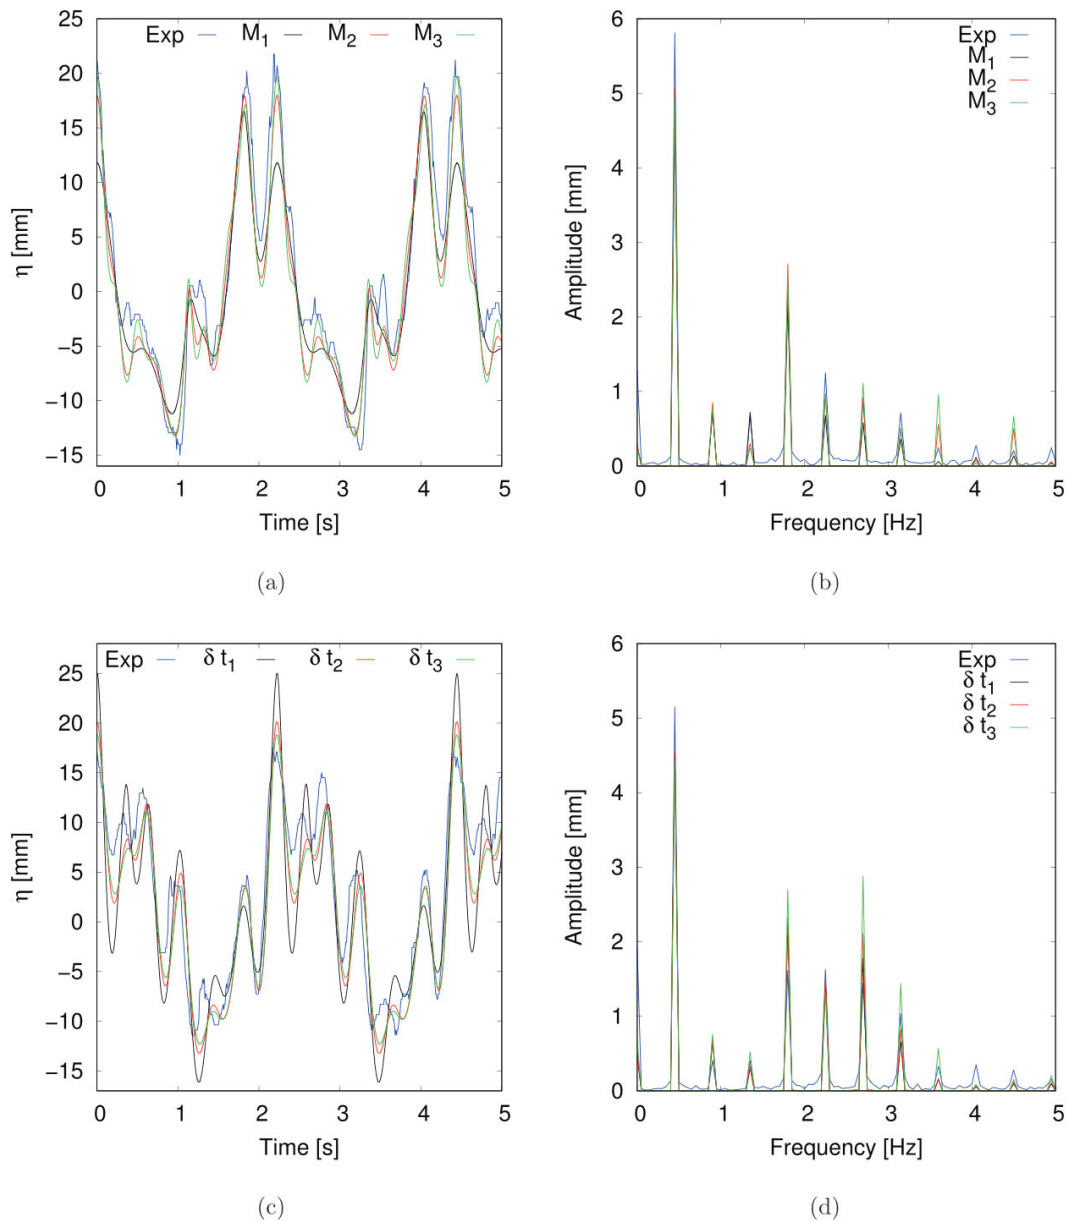 25
20
15
10
5
0
−5
−10
−15
η [mm]
Exp M1 M2 M3
0 1 2 3 4 5
Time [s]
(a)
6
5
4
3
2
1
0
Amplitude [mm]
Exp
M1
M2
M3
0 1 2 3 4 5
Frequency [Hz]
(b)
25
20
15
10
5
0
−5
−10
−15
η [mm]
Exp δ t1 δ t2 δ t3
0 1 2 3 4 5
Time [s]
(c)
6
5
4
3
2
1
0
Amplitude [mm]
Exp
δ t1
δ t2
δ t3
0 1 2 3 4 5
Frequency [Hz]
(d)